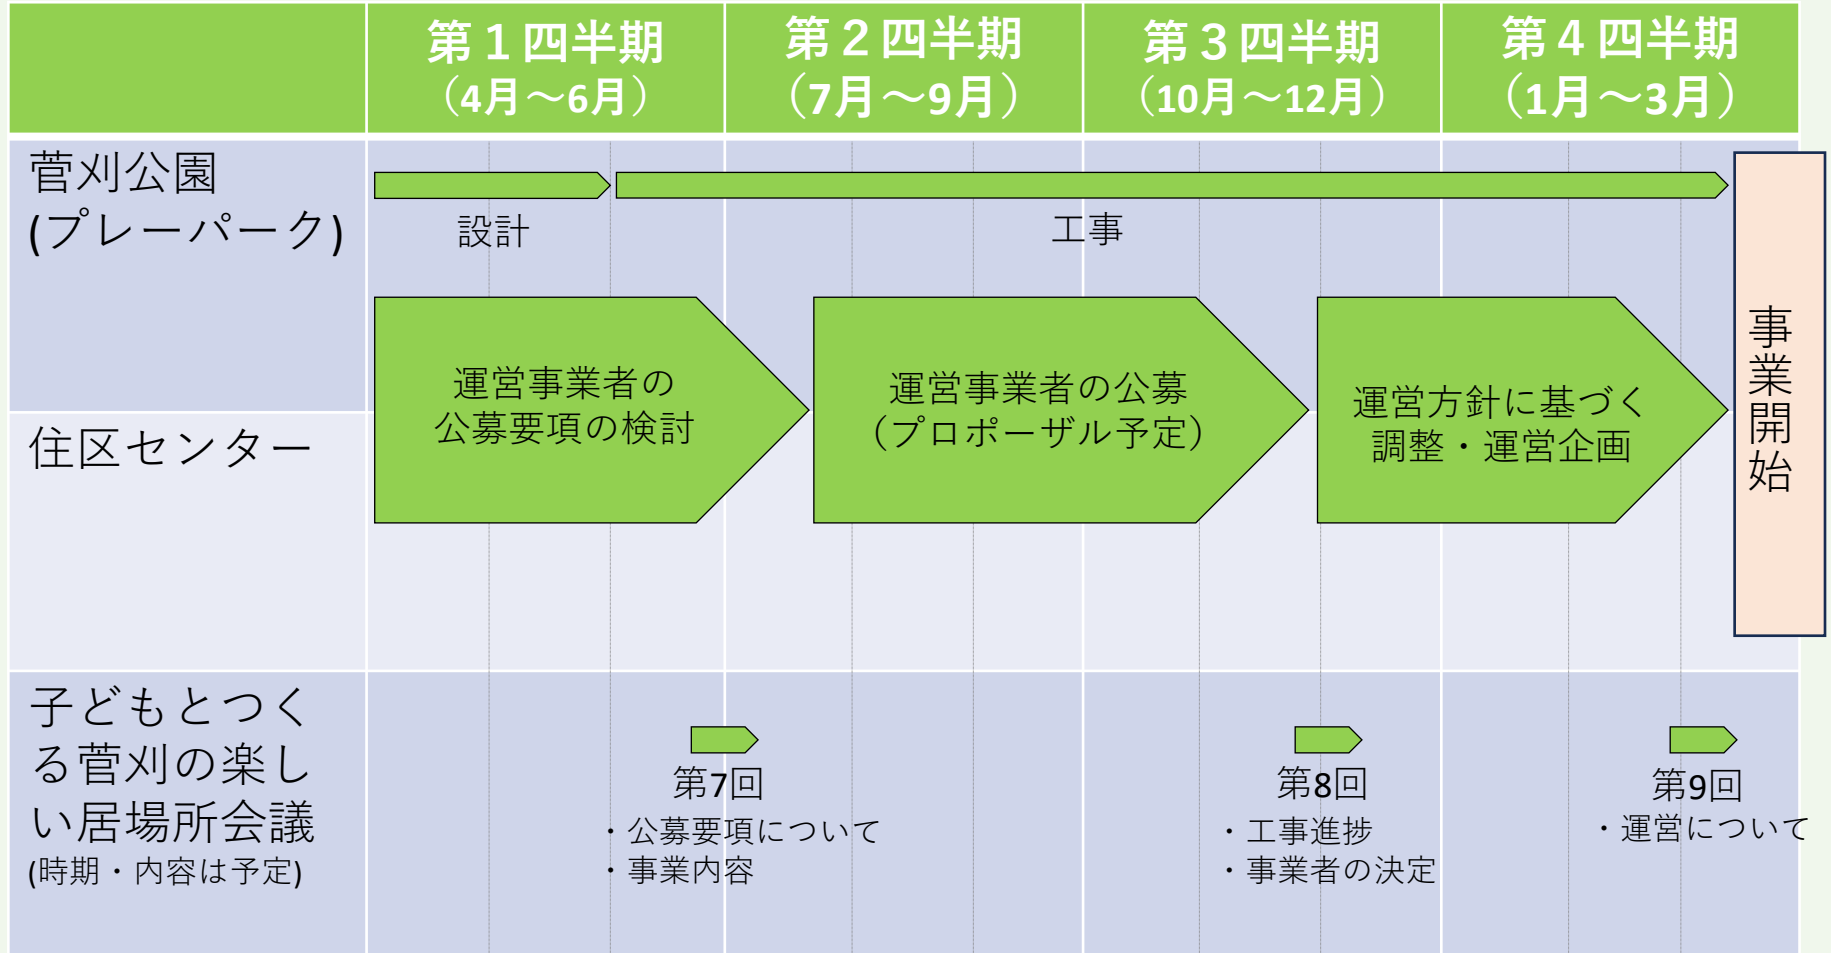 第１四半期
（4月～6月）
第２四半期
（7月～9月）
第３四半期
（10月～12月）
第４四半期
（1月～3月）
菅刈公園
(プレーパーク)
設計
工事
運営事業者の
公募要項の検討
運営事業者の公募
（プロポーザル予定）
運営方針に基づく
調整・運営企画
事業開始
住区センター
子どもとつく
る菅刈の楽し
い居場所会議
(時期・内容は予定)
第7回
・公募要項について
・事業内容
第8回
・工事進捗
・事業者の決定
第9回
・運営について